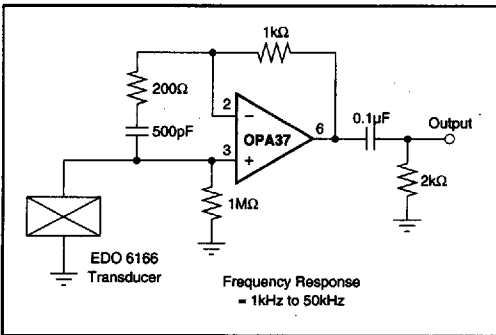 1kΩ
200Ω
2
−
0.1µF
Output
500pF
OPA37
6
3
+
2kΩ
1MΩ
EDO 6166
Transducer
Frequency Response
= 1kHz to 50kHz